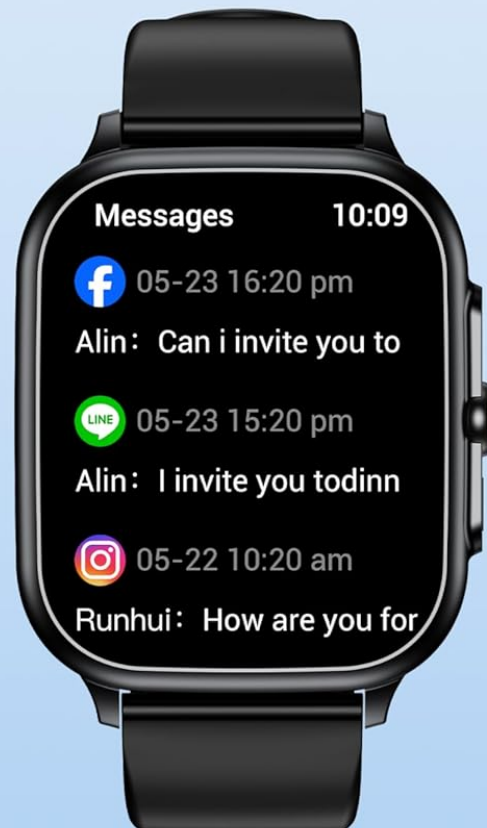 Messages 10:09
05-23 16:20 pm
Alin: Can i invite you to
LINE 05-23 15:20 pm
Alin: I invite you todinn
05-22 10:20 am
Runhui: How are you for